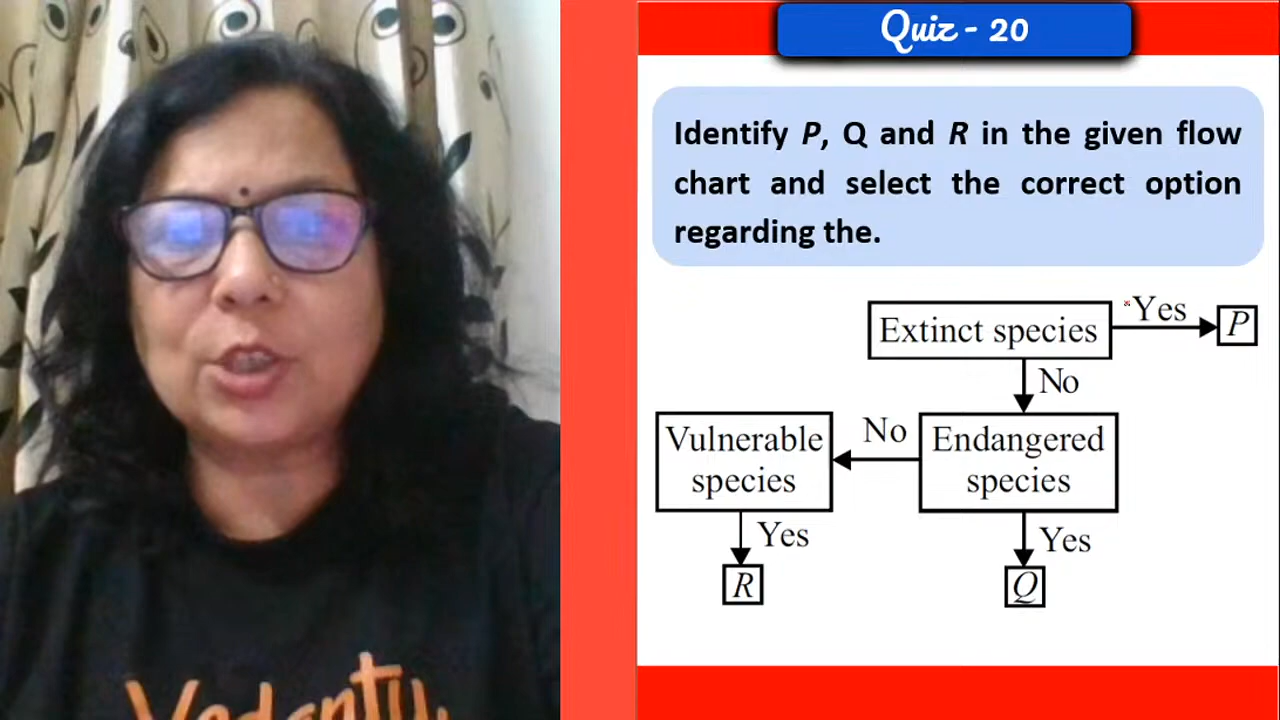 Quiz - 20
Identify P, Q and R in the given flow
chart and select the correct option
regarding the.
Extinct species
Yes
P
No
Endangered
species
No
Vulnerable
species
Yes
R
Yes
Q
Vedantu